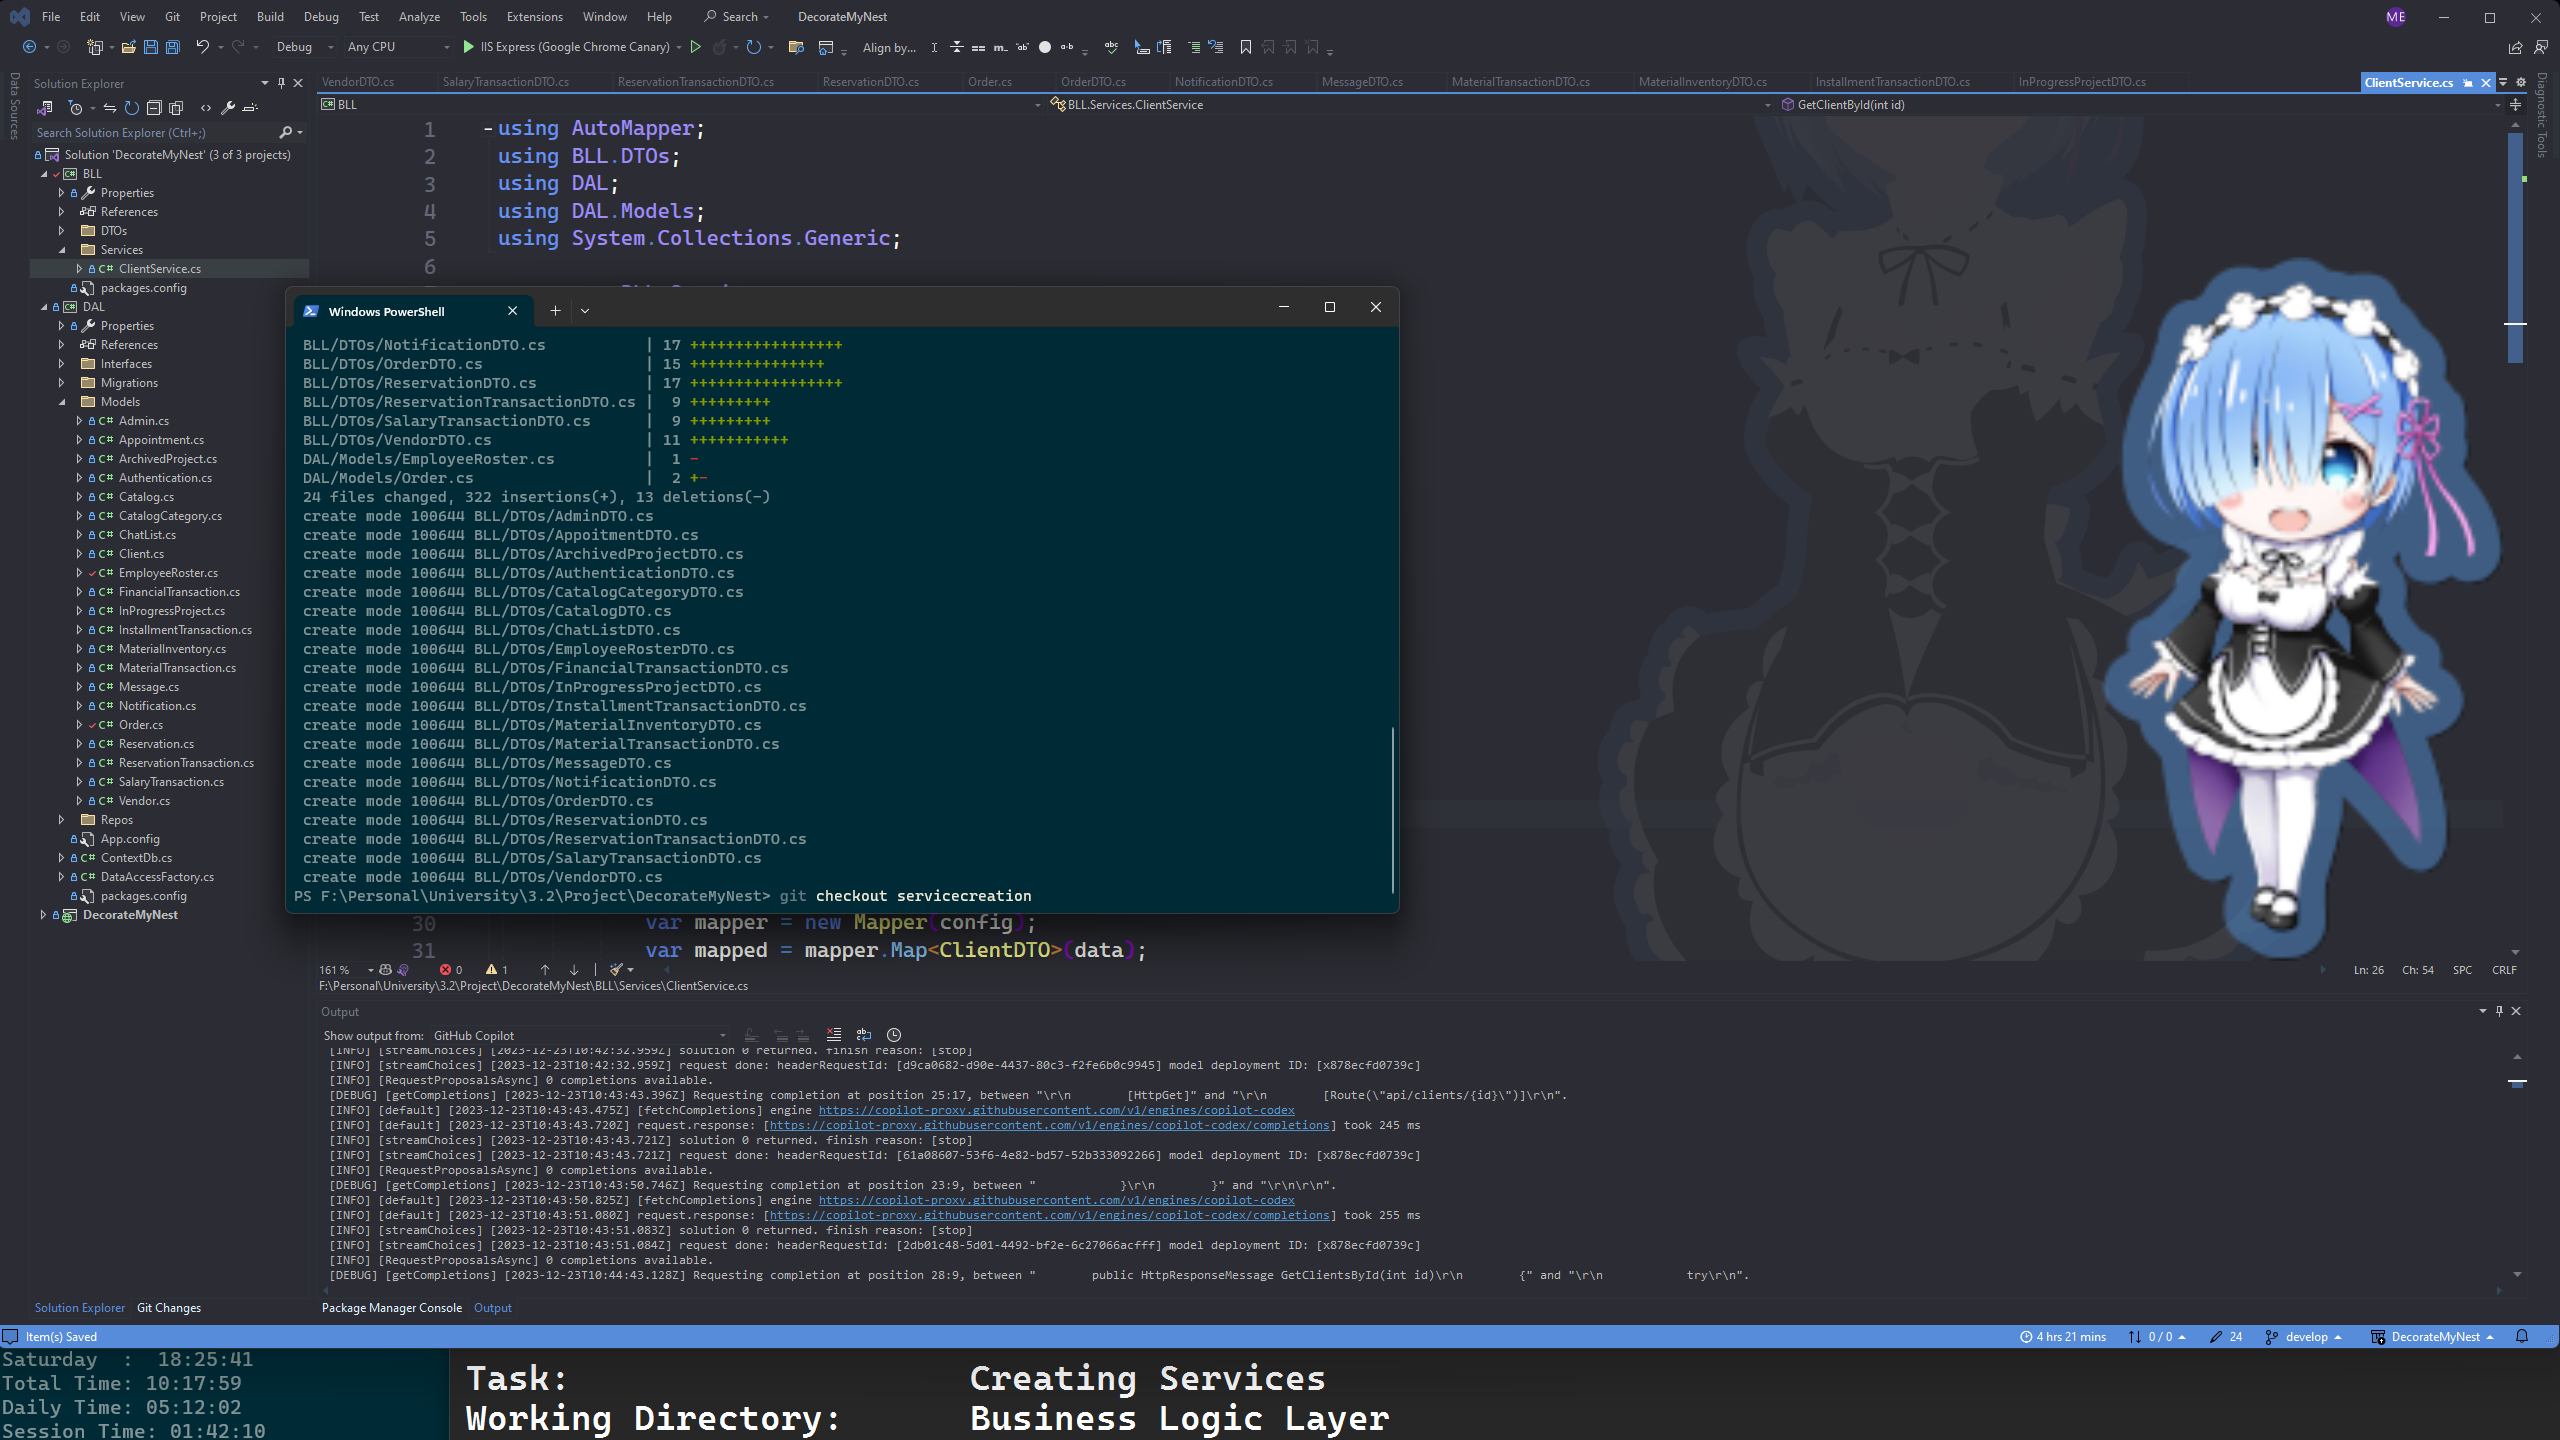 File Edit View Git Project Build Debug Test Analyze Tools Extensions Window Help Search DecorateMyNest ME
Debug Any CPU IIS Express (Google Chrome Canary) Align by...
Data Sources
Solution Explorer
Search Solution Explorer (Ctrl+;)
Solution 'DecorateMyNest' (3 of 3 projects)
BLL
Properties
References
DTOs
Services
C# ClientService.cs
packages.config
DAL
Properties
References
Interfaces
Migrations
Models
C# Admin.cs
C# Appointment.cs
C# ArchivedProject.cs
C# Authentication.cs
C# Catalog.cs
C# CatalogCategory.cs
C# ChatList.cs
C# Client.cs
C# EmployeeRoster.cs
C# FinancialTransaction.cs
C# InProgressProject.cs
C# InstallmentTransaction.cs
C# MaterialInventory.cs
C# MaterialTransaction.cs
C# Message.cs
C# Notification.cs
C# Order.cs
C# Reservation.cs
C# ReservationTransaction.cs
C# SalaryTransaction.cs
C# Vendor.cs
Repos
App.config
C# ContextDb.cs
C# DataAccessFactory.cs
packages.config
DecorateMyNest
Solution Explorer Git Changes
VendorDTO.cs SalaryTransactionDTO.cs ReservationTransactionDTO.cs ReservationDTO.cs Order.cs OrderDTO.cs NotificationDTO.cs MessageDTO.cs MaterialTransactionDTO.cs MaterialInventoryDTO.cs InstallmentTransactionDTO.cs InProgressProjectDTO.cs ClientService.cs
BLL BLL.Services.ClientService GetClientById(int id)
Diagnostic Tools
1 using AutoMapper;
2 using BLL.DTOs;
3 using DAL;
4 using DAL.Models;
5 using System.Collections.Generic;
6
Windows PowerShell
BLL/DTOs/NotificationDTO.cs | 17 +++++++++++++++++
BLL/DTOs/OrderDTO.cs | 15 +++++++++++++++
BLL/DTOs/ReservationDTO.cs | 17 +++++++++++++++++
BLL/DTOs/ReservationTransactionDTO.cs | 9 +++++++++
BLL/DTOs/SalaryTransactionDTO.cs | 9 +++++++++
BLL/DTOs/VendorDTO.cs | 11 +++++++++++
DAL/Models/EmployeeRoster.cs | 1 -
DAL/Models/Order.cs | 2 +-
24 files changed, 322 insertions(+), 13 deletions(-)
create mode 100644 BLL/DTOs/AdminDTO.cs
create mode 100644 BLL/DTOs/AppoitmentDTO.cs
create mode 100644 BLL/DTOs/ArchivedProjectDTO.cs
create mode 100644 BLL/DTOs/AuthenticationDTO.cs
create mode 100644 BLL/DTOs/CatalogCategoryDTO.cs
create mode 100644 BLL/DTOs/CatalogDTO.cs
create mode 100644 BLL/DTOs/ChatListDTO.cs
create mode 100644 BLL/DTOs/EmployeeRosterDTO.cs
create mode 100644 BLL/DTOs/FinancialTransactionDTO.cs
create mode 100644 BLL/DTOs/InProgressProjectDTO.cs
create mode 100644 BLL/DTOs/InstallmentTransactionDTO.cs
create mode 100644 BLL/DTOs/MaterialInventoryDTO.cs
create mode 100644 BLL/DTOs/MaterialTransactionDTO.cs
create mode 100644 BLL/DTOs/MessageDTO.cs
create mode 100644 BLL/DTOs/NotificationDTO.cs
create mode 100644 BLL/DTOs/OrderDTO.cs
create mode 100644 BLL/DTOs/ReservationDTO.cs
create mode 100644 BLL/DTOs/ReservationTransactionDTO.cs
create mode 100644 BLL/DTOs/SalaryTransactionDTO.cs
create mode 100644 BLL/DTOs/VendorDTO.cs
PS F:\Personal\University\3.2\Project\DecorateMyNest> git checkout servicecreation
30 var mapper = new Mapper(config);
31 var mapped = mapper.Map<ClientDTO>(data);
161 % 0 1 Ln: 26 Ch: 54 SPC CRLF
F:\Personal\University\3.2\Project\DecorateMyNest\BLL\Services\ClientService.cs
Output
Show output from: GitHub Copilot
[INFO] [streamChoices] [2023-12-23T10:42:32.959Z] solution 0 returned. finish reason: [stop]
[INFO] [streamChoices] [2023-12-23T10:42:32.959Z] request done: headerRequestId: [d9ca0682-d90e-4437-80c3-f2fe6b0c9945] model deployment ID: [x878ecfd0739c]
[INFO] [RequestProposalsAsync] 0 completions available.
[DEBUG] [getCompletions] [2023-12-23T10:43:43.396Z] Requesting completion at position 25:17, between "\r\n [HttpGet]" and "\r\n [Route(\"api/clients/{id}\")]\r\n".
[INFO] [default] [2023-12-23T10:43:43.475Z] [fetchCompletions] engine https://copilot-proxy.githubusercontent.com/v1/engines/copilot-codex
[INFO] [default] [2023-12-23T10:43:43.720Z] request.response: [https://copilot-proxy.githubusercontent.com/v1/engines/copilot-codex/completions] took 245 ms
[INFO] [streamChoices] [2023-12-23T10:43:43.721Z] solution 0 returned. finish reason: [stop]
[INFO] [streamChoices] [2023-12-23T10:43:43.721Z] request done: headerRequestId: [61a08607-53f6-4e82-bd57-52b333092266] model deployment ID: [x878ecfd0739c]
[INFO] [RequestProposalsAsync] 0 completions available.
[DEBUG] [getCompletions] [2023-12-23T10:43:50.746Z] Requesting completion at position 23:9, between " }\r\n }" and "\r\n\r\n".
[INFO] [default] [2023-12-23T10:43:50.825Z] [fetchCompletions] engine https://copilot-proxy.githubusercontent.com/v1/engines/copilot-codex
[INFO] [default] [2023-12-23T10:43:51.080Z] request.response: [https://copilot-proxy.githubusercontent.com/v1/engines/copilot-codex/completions] took 255 ms
[INFO] [streamChoices] [2023-12-23T10:43:51.083Z] solution 0 returned. finish reason: [stop]
[INFO] [streamChoices] [2023-12-23T10:43:51.084Z] request done: headerRequestId: [2db01c48-5d01-4492-bf2e-6c27066acfff] model deployment ID: [x878ecfd0739c]
[INFO] [RequestProposalsAsync] 0 completions available.
[DEBUG] [getCompletions] [2023-12-23T10:44:43.128Z] Requesting completion at position 28:9, between " public HttpResponseMessage GetClientsById(int id)\r\n {" and "\r\n try\r\n".
Package Manager Console Output
Item(s) Saved 4 hrs 21 mins 0 / 0 24 develop DecorateMyNest
Saturday : 18:25:41
Total Time: 10:17:59
Daily Time: 05:12:02
Session Time: 01:42:10
Task: Creating Services
Working Directory: Business Logic Layer